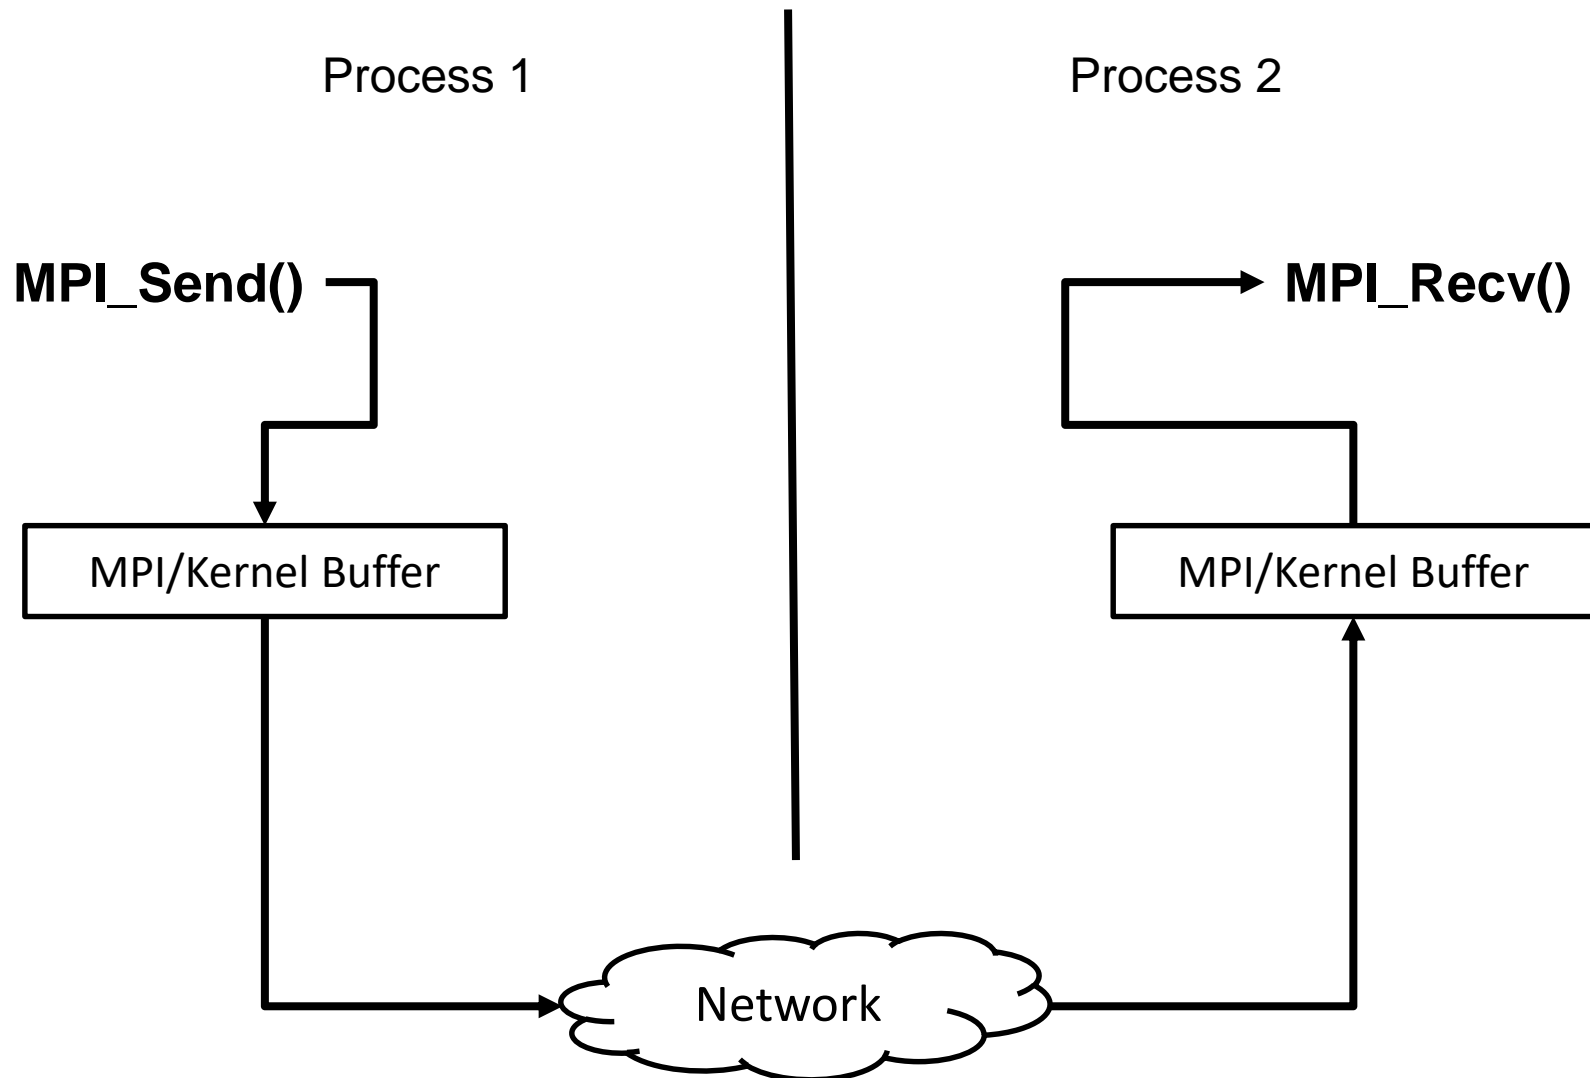 Process 1
Process 2
MPI_Send()
MPI_Recv()
MPI/Kernel Buffer
MPI/Kernel Buffer
Network